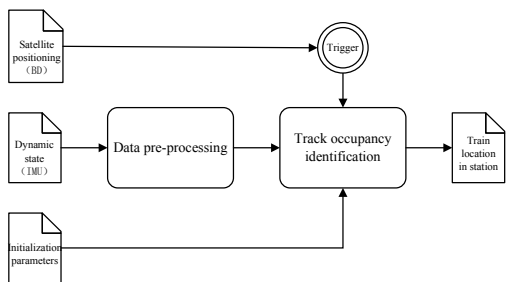 Satellite
positioning
（BD）
Trigger
Dynamic
state
（IMU）
Data pre-processing
Track occupancy
identification
Train
location
in station
Initialization
parameters